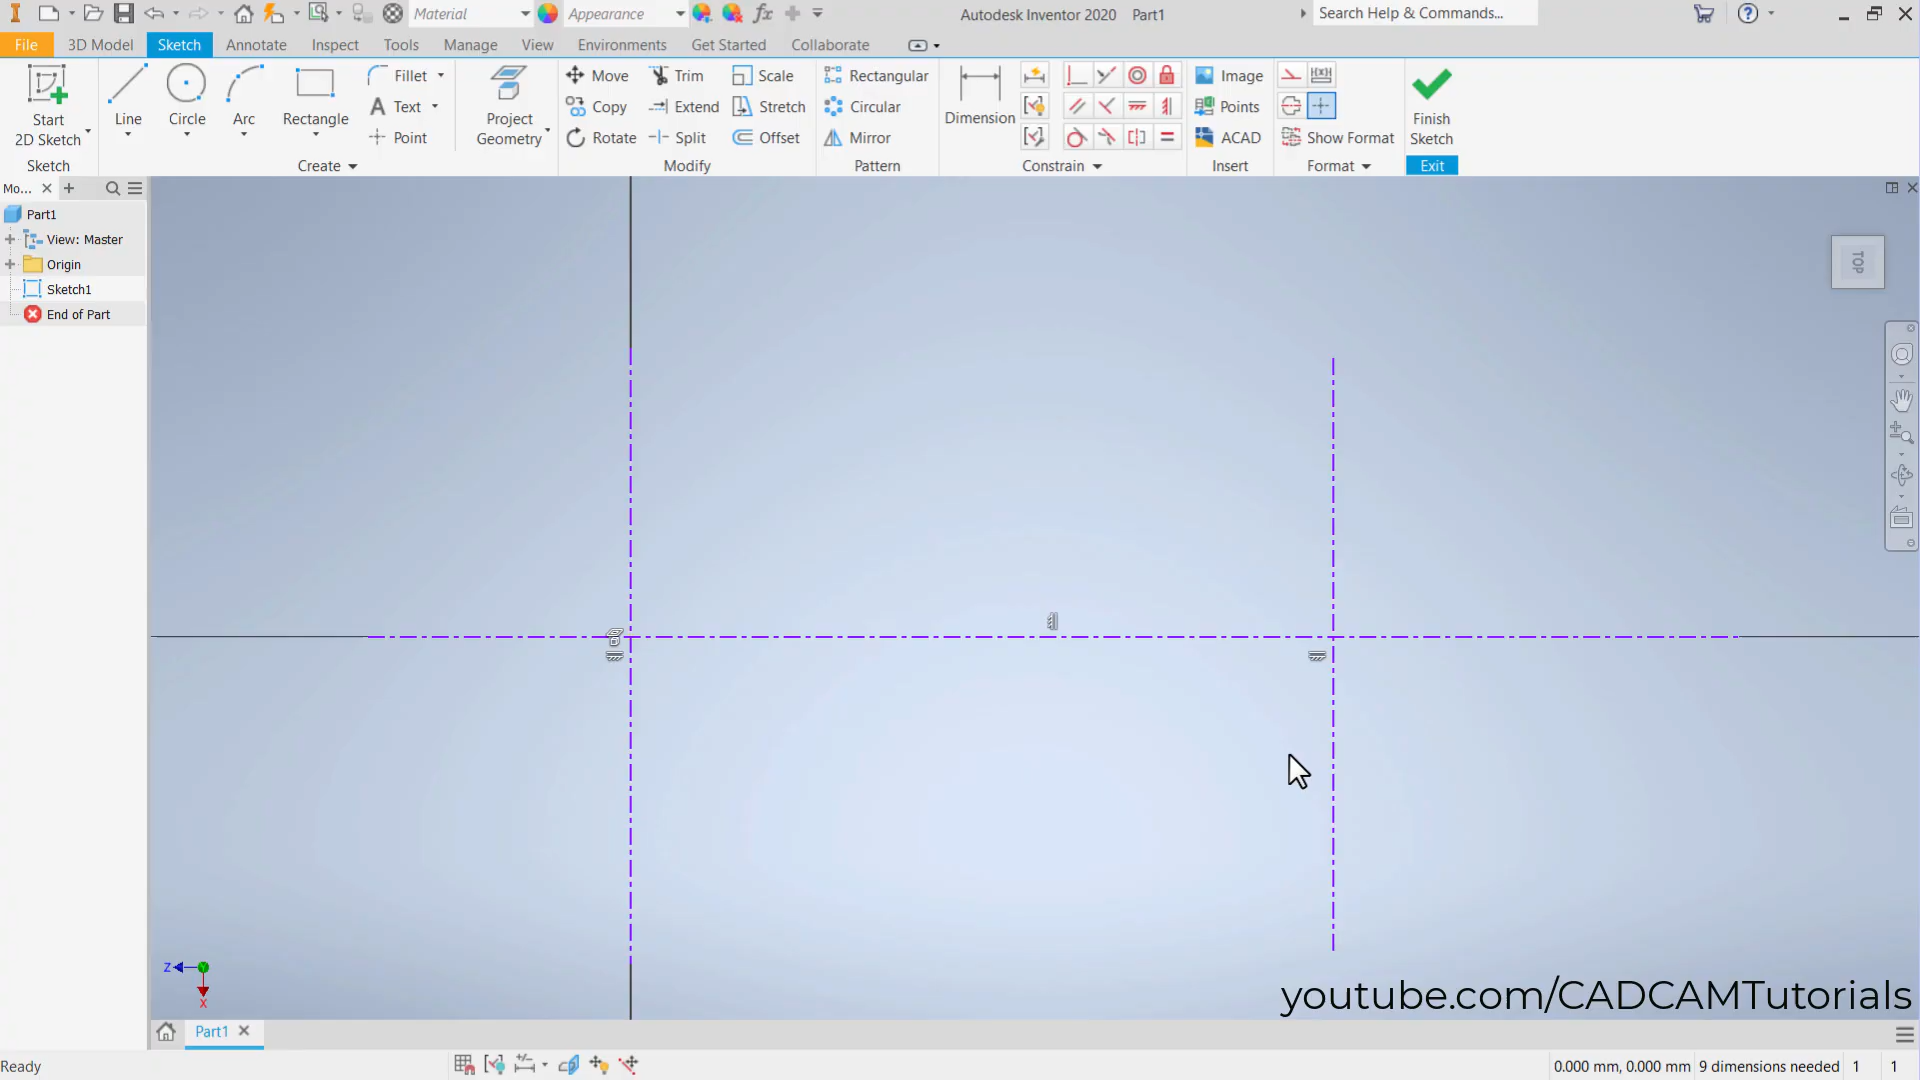 Material
Appearance
fx
Autodesk Inventor 2020 Part1
Search Help & Commands...
File 3D Model Sketch Annotate Inspect Tools Manage View Environments Get Started Collaborate
Start
2D Sketch
Sketch
Line
Circle
Arc
Rectangle
Fillet
Text
Point
Create
Project
Geometry
Move Trim Scale
Copy Extend Stretch
Rotate Split Offset
Modify
Rectangular
Circular
Mirror
Pattern
Dimension
Constrain
Image
Points
ACAD
Insert
Show Format
Format
Finish
Sketch
Exit
Mo...
Part1
View: Master
Origin
Sketch1
End of Part
TOP
Z
Y
X
youtube.com/CADCAMTutorials
Part1
Ready
0.000 mm, 0.000 mm 9 dimensions needed 1 1